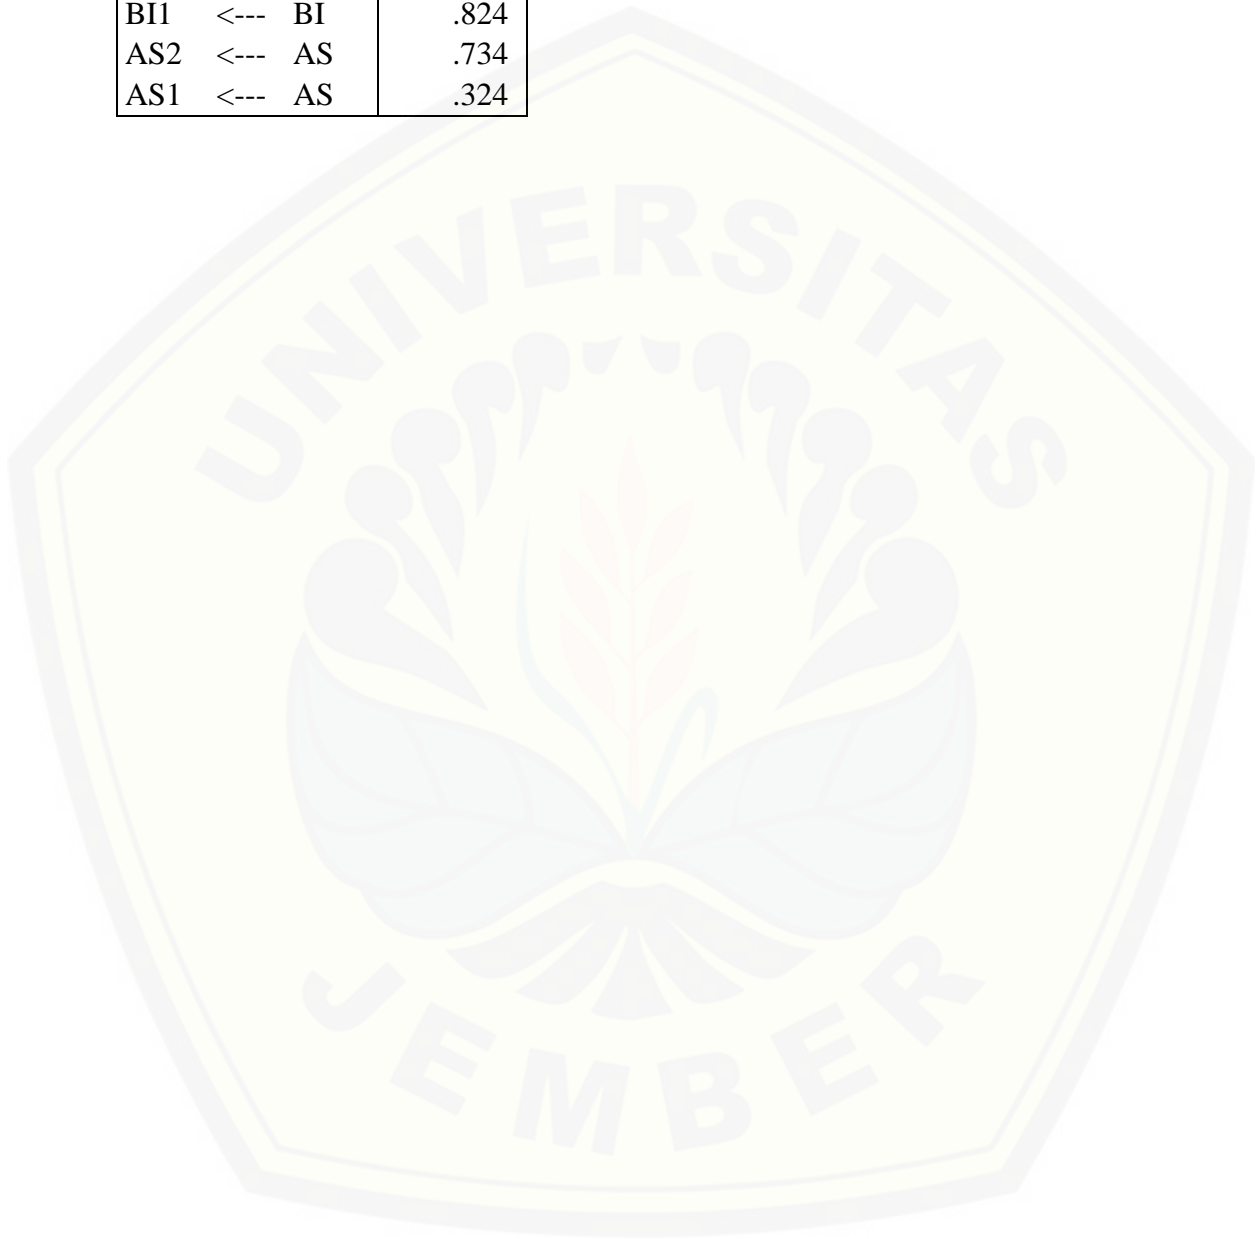 BI1 <--- BI .824
AS2 <--- AS .734
AS1 <--- AS .324
UNIVERSITAS
JEMBER